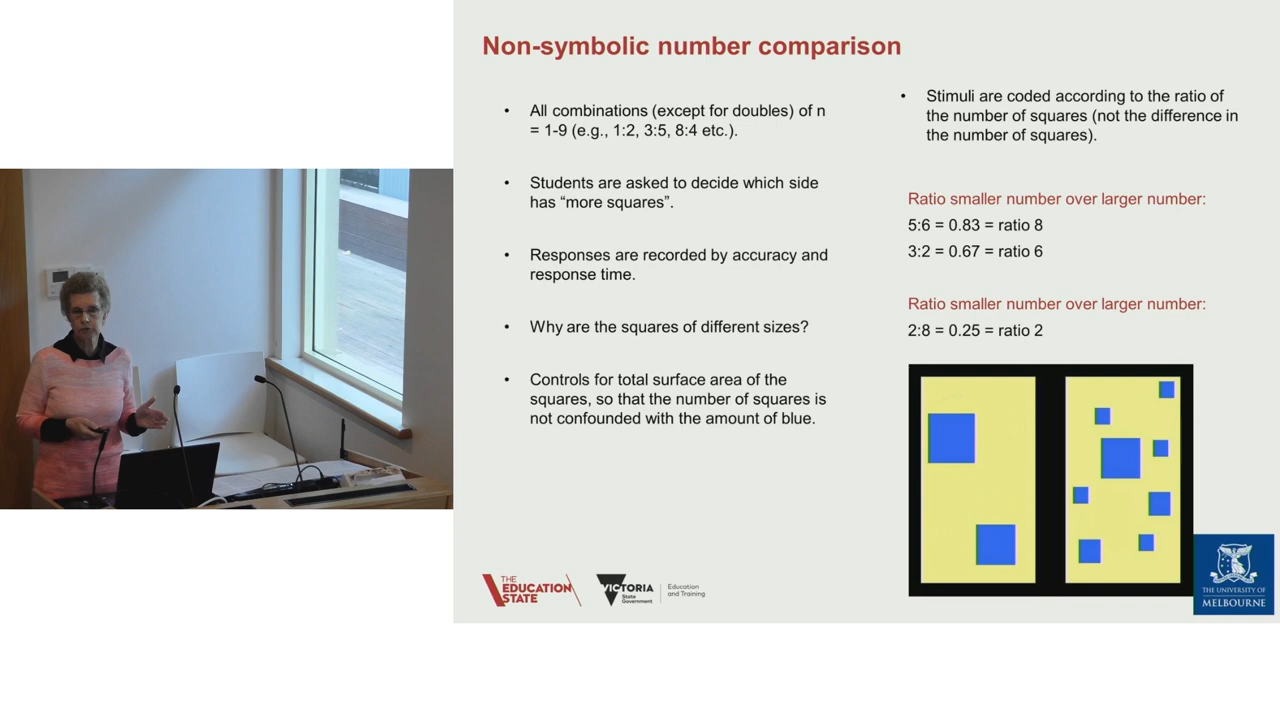 Non-symbolic number comparison
• All combinations (except for doubles) of n
= 1-9 (e.g., 1:2, 3:5, 8:4 etc.).
• Students are asked to decide which side
has “more squares”.
• Responses are recorded by accuracy and
response time.
• Why are the squares of different sizes?
• Controls for total surface area of the
squares, so that the number of squares is
not confounded with the amount of blue.
• Stimuli are coded according to the ratio of
the number of squares (not the difference in
the number of squares).
Ratio smaller number over larger number:
5:6 = 0.83 = ratio 8
3:2 = 0.67 = ratio 6
Ratio smaller number over larger number:
2:8 = 0.25 = ratio 2
THE
EDUCATION
STATE
VICTORIA
State
Government
Education
and Training
THE UNIVERSITY OF
MELBOURNE